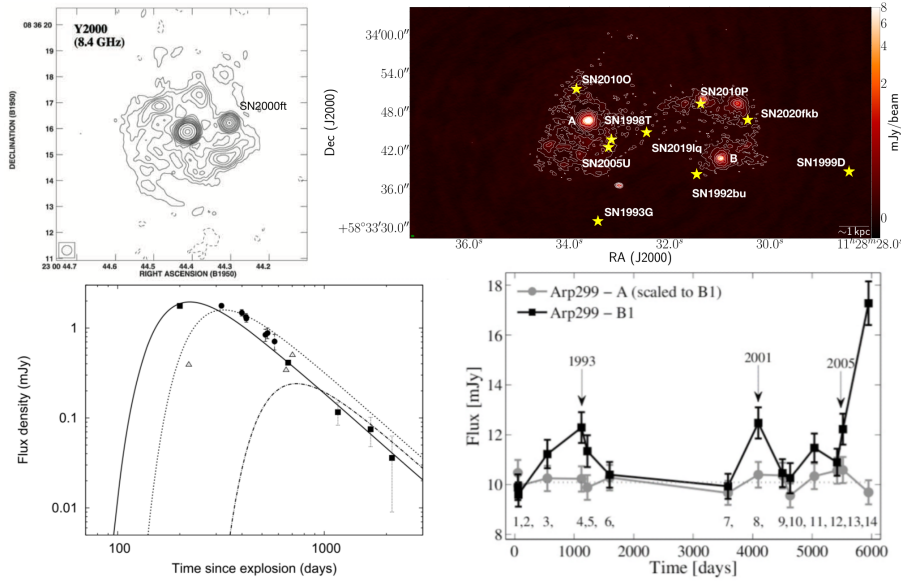 08 36 20
19
18
17
16
15
14
13
12
11
DECLINATION (B1950)
Y2000
(8.4 GHz)
SN2000ft
23 00 44.7
44.6
44.5
44.4
44.3
44.2
RIGHT ASCENSION (B1950)
34′00.0″
54.0″
48.0″
42.0″
36.0″
+58°33′30.0″
Dec (J2000)
SN2010O
SN2010P
A
SN1998T
SN2020fkb
SN2005U
SN2019lq
B
SN1999D
SN1992bu
SN1993G
~1 kpc
36.0ˢ
34.0ˢ
32.0ˢ
30.0ˢ
11ʰ28ᵐ28.0ˢ
RA (J2000)
8
6
4
2
0
mJy/beam
1
0.1
0.01
Flux density (mJy)
100
1000
Time since explosion (days)
18
16
14
12
10
8
Flux [mJy]
Arp299 − A (scaled to B1)
Arp299 − B1
1993
2001
2005
1,2, 3, 4,5, 6, 7, 8, 9,10, 11, 12,13,14
0 1000 2000 3000 4000 5000 6000
Time [days]